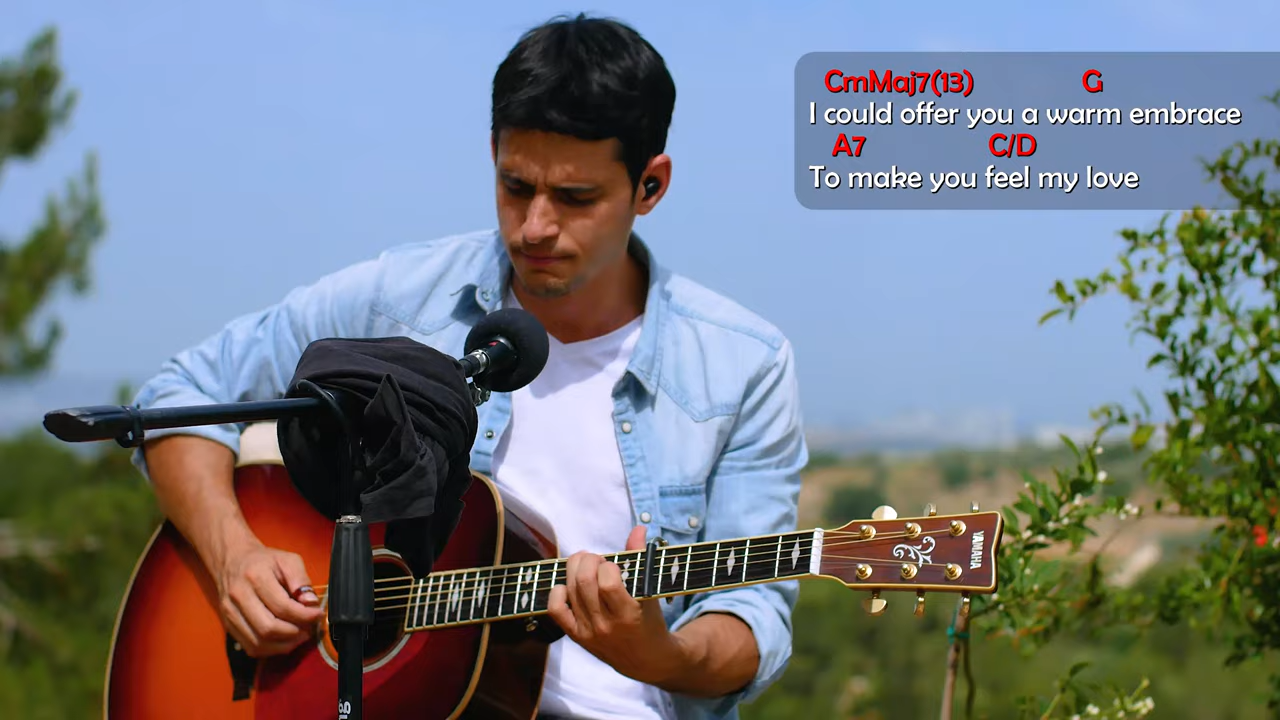 CmMaj7(13) G
I could offer you a warm embrace
A7 C/D
To make you feel my love
YAMAHA